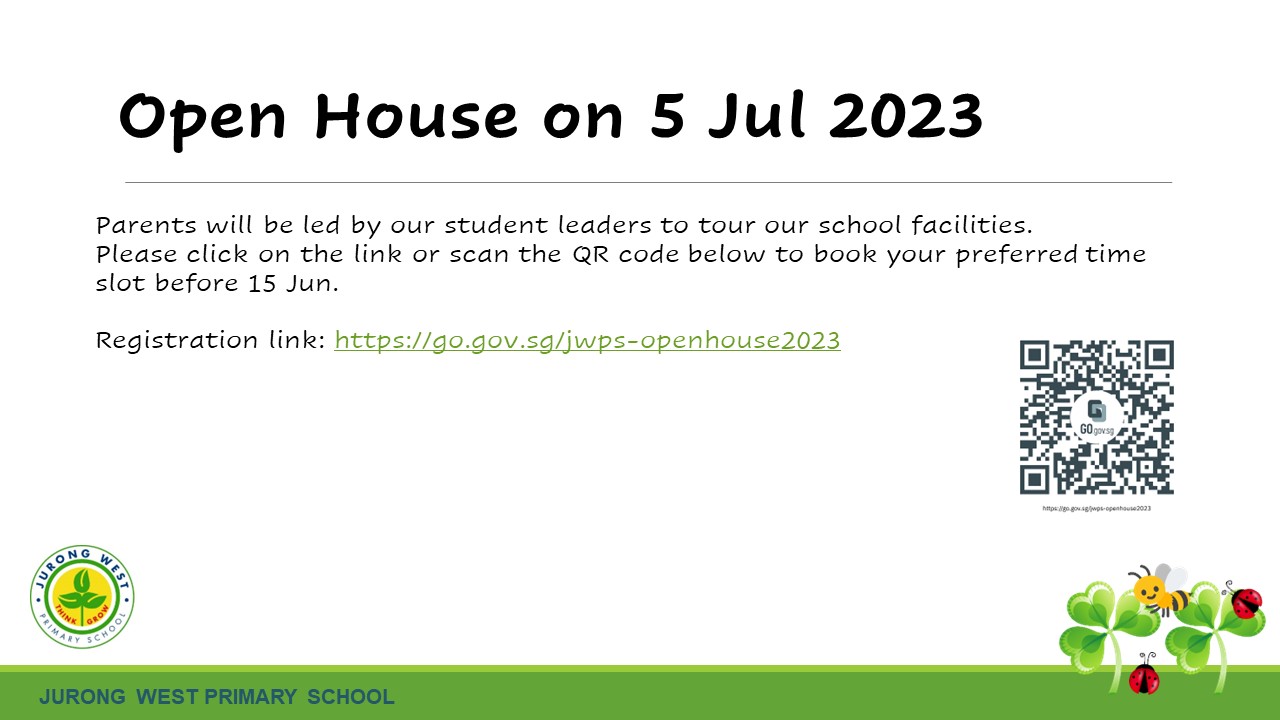 Open House on 5 Jul 2023
Parents will be led by our student leaders to tour our school facilities.
Please click on the link or scan the QR code below to book your preferred time
slot before 15 Jun.
Registration link: https://go.gov.sg/jwps-openhouse2023
GO gov.sg
https://go.gov.sg/jwps-openhouse2023
JURONG WEST
THINK GROW
PRIMARY SCHOOL
JURONG WEST PRIMARY SCHOOL